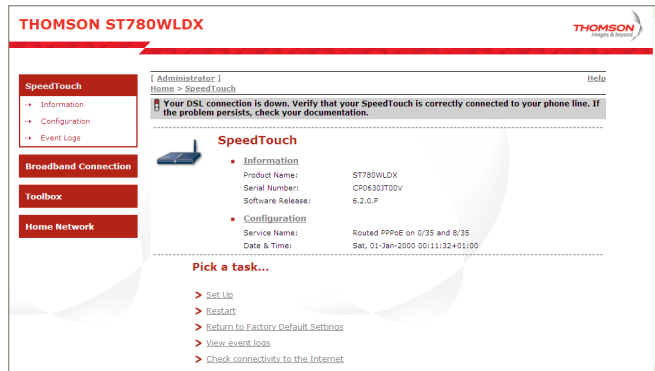 THOMSON ST780WLDX
THOMSON
images & beyond
SpeedTouch
Information
Configuration
Event Logs
Broadband Connection
Toolbox
Home Network
[ Administrator ]
Help
Home > SpeedTouch
Your DSL connection is down. Verify that your SpeedTouch is correctly connected to your phone line. If
the problem persists, check your documentation.
SpeedTouch
Information
Product Name: ST780WLDX
Serial Number: CP0630JT00V
Software Release: 6.2.0.P
Configuration
Service Name: Routed PPPoE on 0/35 and 8/35
Date & Time: Sat, 01-Jan-2000 00:11:32+01:00
Pick a task...
> Set Up
> Restart
> Return to Factory Default Settings
> View event logs
> Check connectivity to the Internet